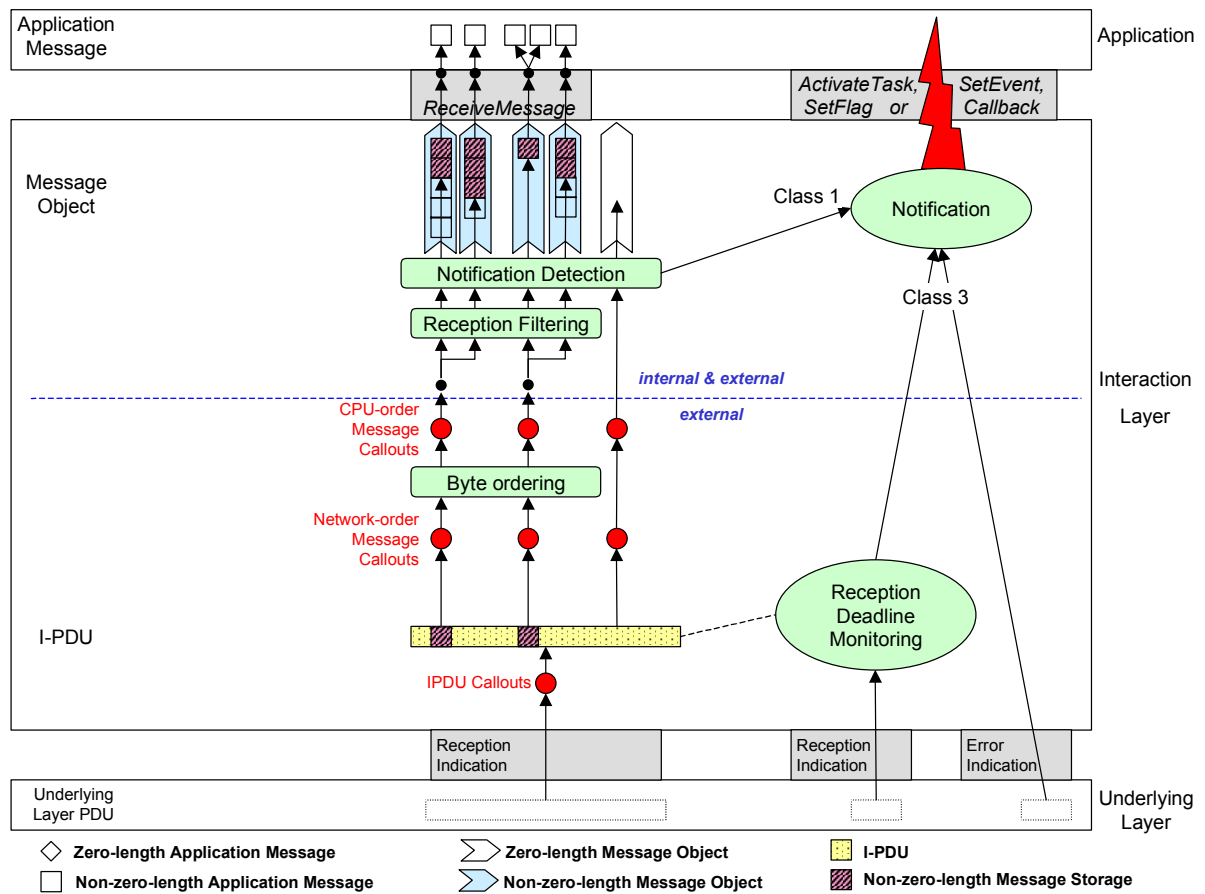 Application
Message
Application
ReceiveMessage
ActivateTask, SetEvent,
SetFlag or Callback
Message
Object
Class 1
Notification
Notification Detection
Class 3
Reception Filtering
internal & external
external
Interaction
Layer
CPU-order
Message
Callouts
Byte ordering
Network-order
Message
Callouts
Reception
Deadline
Monitoring
I-PDU
IPDU Callouts
Reception
Indication
Reception
Indication
Error
Indication
Underlying
Layer PDU
Underlying
Layer
Zero-length Application Message
Zero-length Message Object
I-PDU
Non-zero-length Application Message
Non-zero-length Message Object
Non-zero-length Message Storage